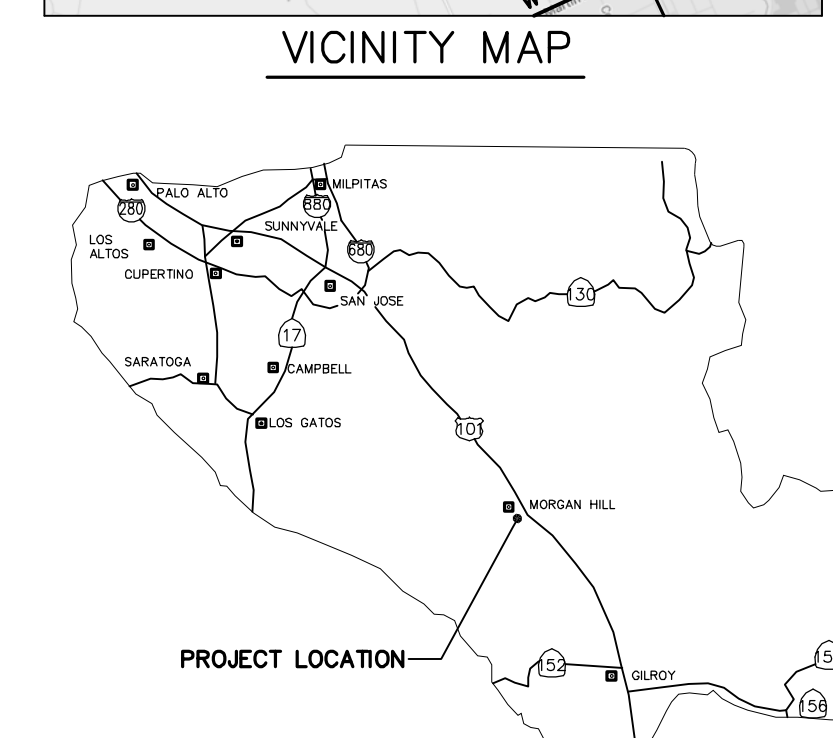 VICINITY MAP
PALO ALTO
MILPITAS
280
880
SUNNYVALE
LOS
ALTOS
680
CUPERTINO
130
SAN JOSE
17
SARATOGA
CAMPBELL
LOS GATOS
101
MORGAN HILL
PROJECT LOCATION
152
GILROY
156